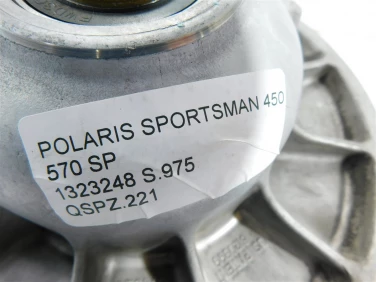 POLARIS SPORTSMAN 450
570 SP
1323248 S.975
QSPZ.221